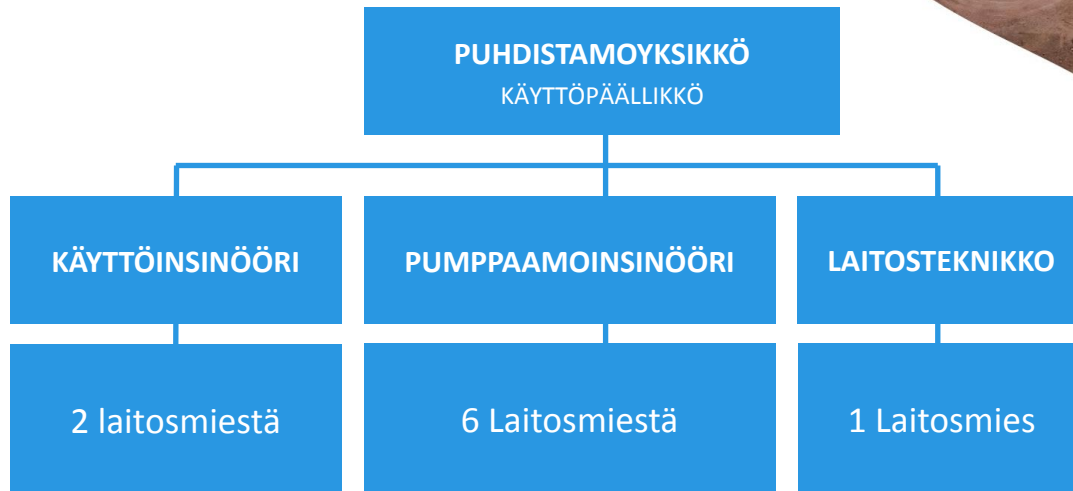 PUHDISTAMOYKSIKKÖ
KÄYTTÖPÄÄLLIKKÖ
KÄYTTÖINSINÖÖRI
PUMPPAAMOINSINÖÖRI
LAITOSTEKNIKKO
2 laitosmiestä
6 Laitosmiestä
1 Laitosmies